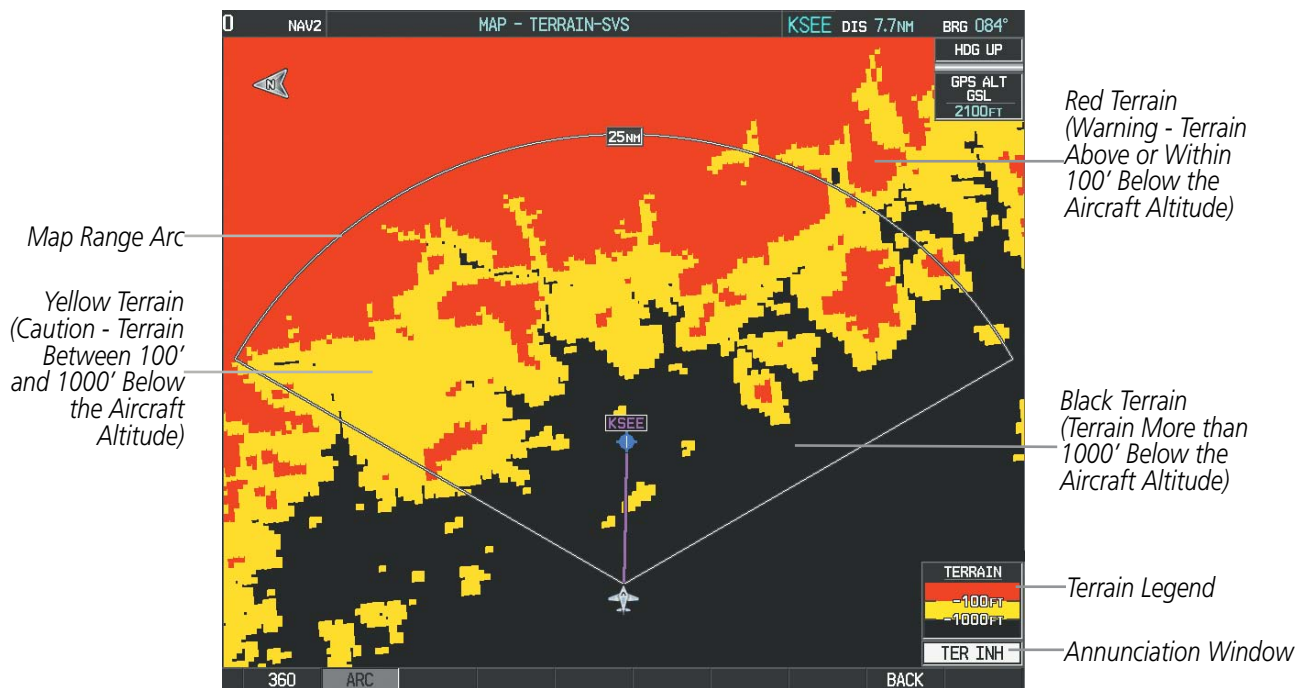 0 NAV2 MAP - TERRAIN-SVS KSEE DIS 7.7NM BRG 084°
HDG UP
GPS ALT
GSL
2100FT
N
25NM
Red Terrain
(Warning - Terrain
Above or Within
100’ Below the
Aircraft Altitude)
Map Range Arc
Yellow Terrain
(Caution - Terrain
Between 100’
and 1000’ Below
the Aircraft
Altitude)
KSEE
Black Terrain
(Terrain More than
1000’ Below the
Aircraft Altitude)
TERRAIN
-100FT
-1000FT
Terrain Legend
TER INH
Annunciation Window
360 ARC BACK